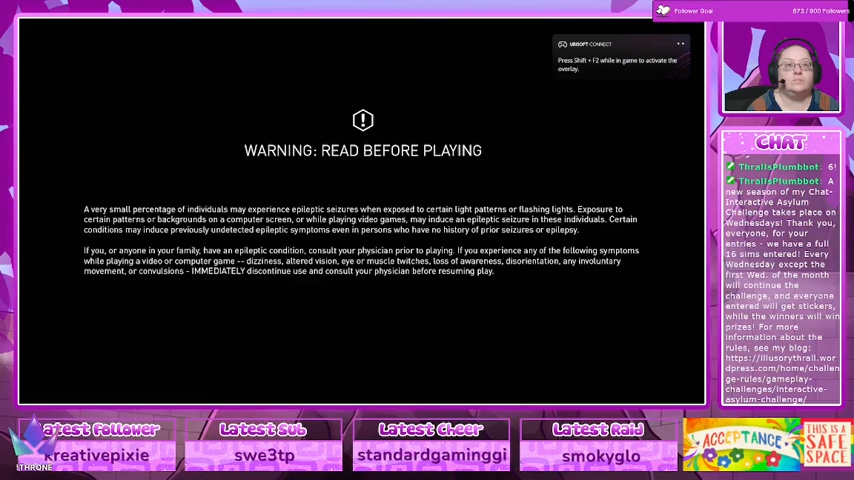 Follower Goal
873 / 900 Followers
UBISOFT CONNECT
Press Shift + F2 while in game to activate the
overlay.
WARNING: READ BEFORE PLAYING
A very small percentage of individuals may experience epileptic seizures when exposed to certain light patterns or flashing lights. Exposure to
certain patterns or backgrounds on a computer screen, or while playing video games, may induce an epileptic seizure in these individuals. Certain
conditions may induce previously undetected epileptic symptoms even in persons who have no history of prior seizures or epilepsy.
If you, or anyone in your family, have an epileptic condition, consult your physician prior to playing. If you experience any of the following symptoms
while playing a video or computer game -- dizziness, altered vision, eye or muscle twitches, loss of awareness, disorientation, any involuntary
movement, or convulsions - IMMEDIATELY discontinue use and consult your physician before resuming play.
CHAT
ThrallsPlumbbot: 6!
ThrallsPlumbbot: A
new season of my Chat-
Interactive Asylum
Challenge takes place on
Wednesdays! Thank you,
everyone, for your
entries - we have a full
16 sims entered! Every
Wednesday except the
first Wed. of the month
will continue the
challenge, and everyone
entered will get stickers,
while the winners will win
prizes! For more
information about the
rules, see my blog:
https://illusorythrall.wor
dpress.com/home/challen
ge-rules/gameplay-
challenges/interactive-
asylum-challenge/
Latest Follower
kreativepixie
Latest Sub
swe3tp
Latest Cheer
standardgaminggi
Latest Raid
smokyglo
!THRONE
ACCEPTANCE
THIS IS A
SAFE
SPACE